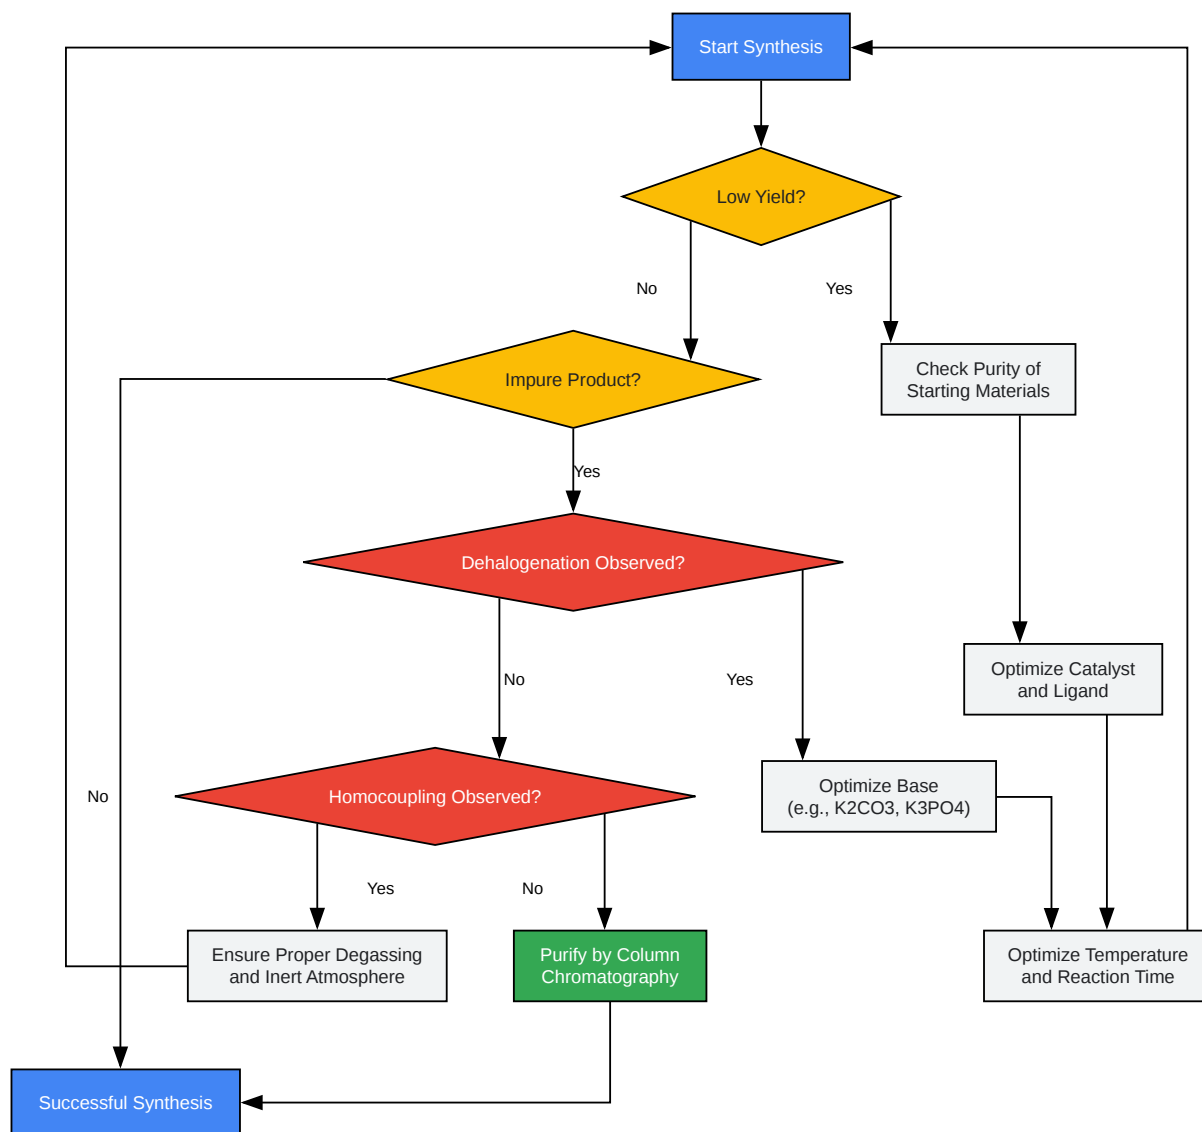 Start Synthesis
Low Yield?
No
Yes
Impure Product?
Check Purity of
Starting Materials
Yes
Dehalogenation Observed?
No
Yes
Optimize Catalyst
and Ligand
No
Homocoupling Observed?
Optimize Base
(e.g., K2CO3, K3PO4)
Yes
No
Ensure Proper Degassing
and Inert Atmosphere
Purify by Column
Chromatography
Optimize Temperature
and Reaction Time
Successful Synthesis